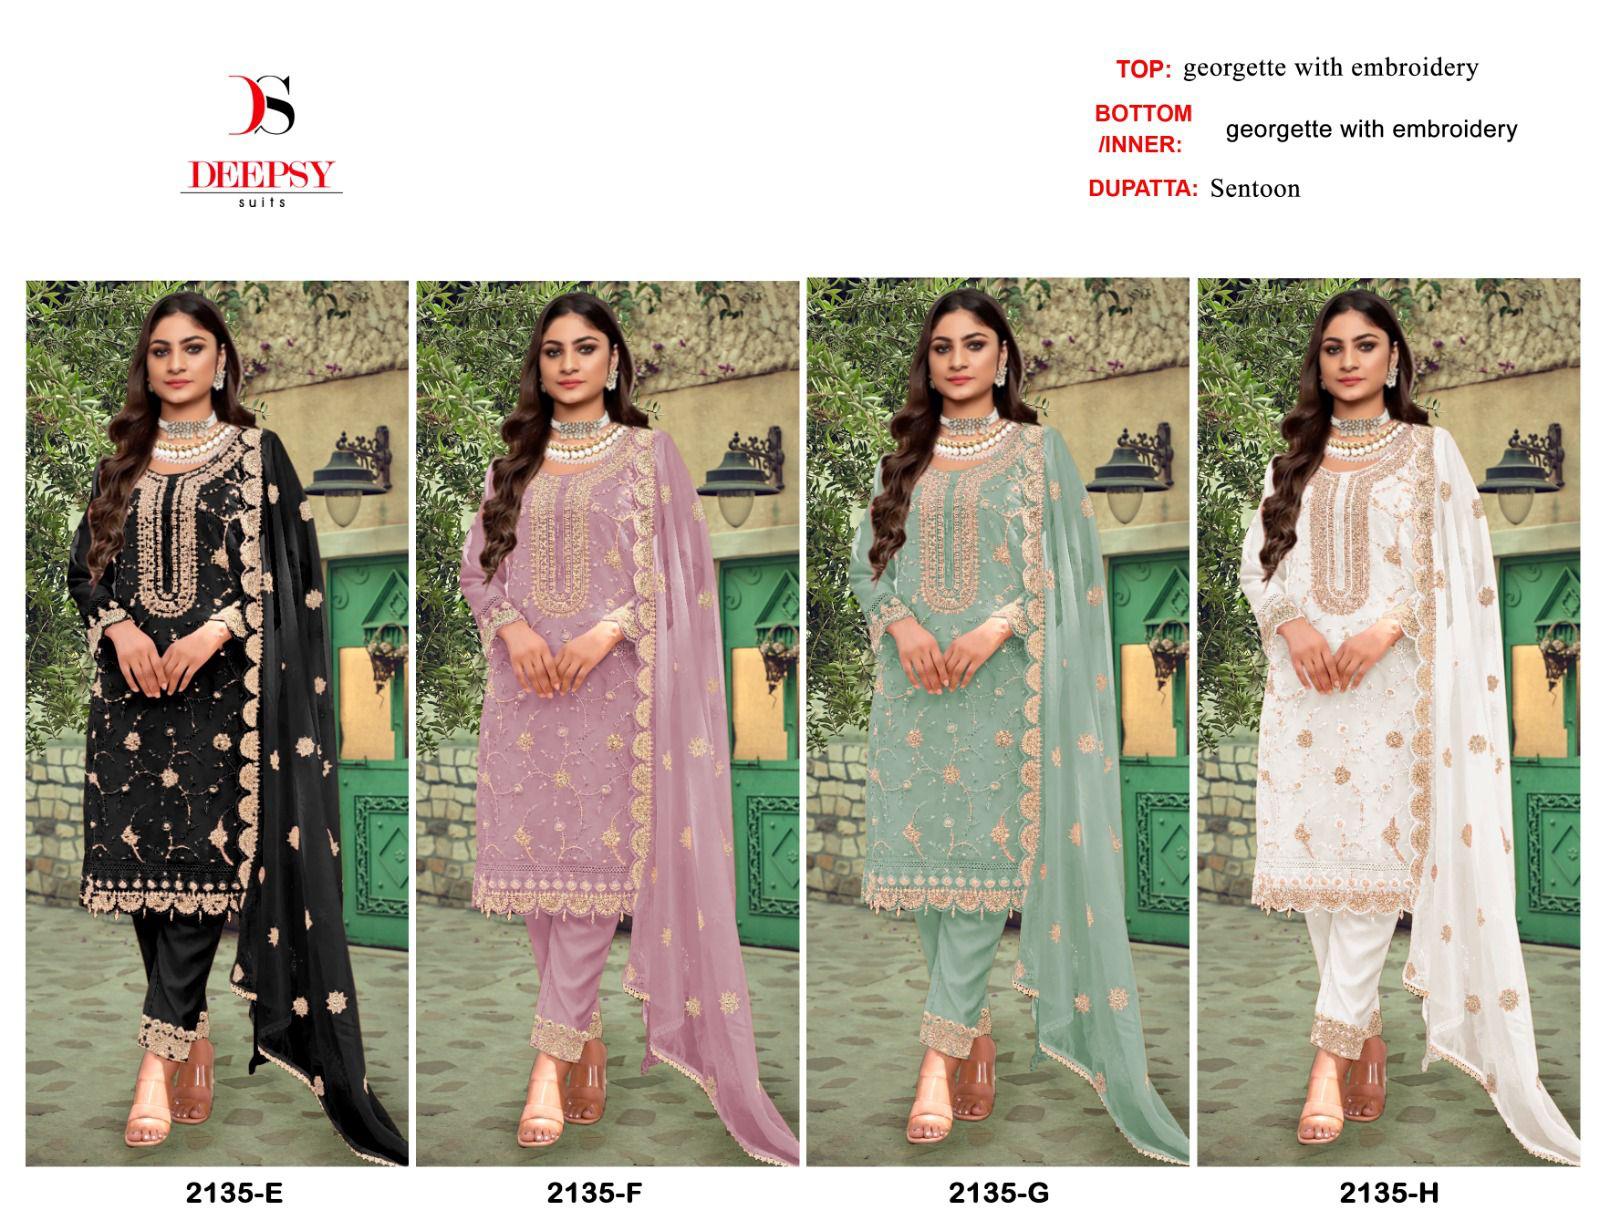 DS
DEEPSY
suits
TOP: georgette with embroidery
BOTTOM
/INNER: georgette with embroidery
DUPATTA: Sentoon
2135-E
2135-F
2135-G
2135-H